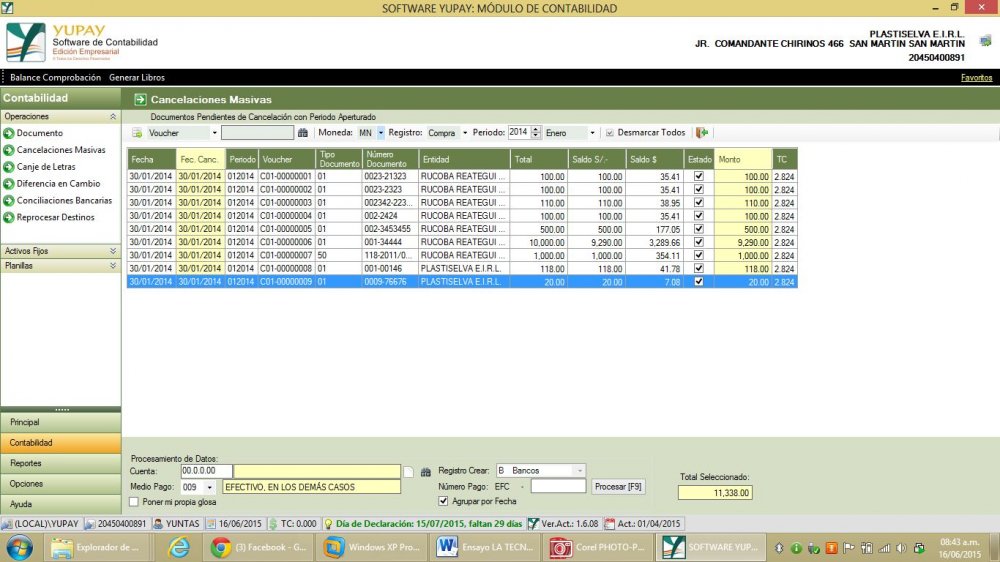 SOFTWARE YUPAY: MÓDULO DE CONTABILIDAD
YUPAY
Software de Contabilidad
Edición Empresarial
PLASTISELVA E.I.R.L.
JR. COMANDANTE CHIRINOS 466 SAN MARTIN SAN MARTIN
20450400891
Balance Comprobación Generar Libros Favoritos
Contabilidad
Operaciones
Documento
Cancelaciones Masivas
Canje de Letras
Diferencia en Cambio
Conciliaciones Bancarias
Reprocesar Destinos
Activos Fijos
Planillas
Principal
Contabilidad
Reportes
Opciones
Ayuda
Cancelaciones Masivas
Documentos Pendientes de Cancelación con Periodo Aperturado
Voucher Moneda: MN Registro: Compra Periodo: 2014 Enero Desmarcar Todos
Fecha Fec. Canc. Periodo Voucher Tipo Documento Número Documento Entidad Total Saldo S/.- Saldo $ Estado Monto TC
30/01/2014 30/01/2014 012014 C01-00000001 01 0023-21323 RUCOBA REATEGUI ... 100.00 100.00 35.41 100.00 2.824
30/01/2014 30/01/2014 012014 C01-00000002 01 0023-2323 RUCOBA REATEGUI ... 100.00 100.00 35.41 100.00 2.824
30/01/2014 30/01/2014 012014 C01-00000003 01 002342-223... RUCOBA REATEGUI ... 110.00 110.00 38.95 110.00 2.824
30/01/2014 30/01/2014 012014 C01-00000004 01 002-2424 RUCOBA REATEGUI ... 100.00 100.00 35.41 100.00 2.824
30/01/2014 30/01/2014 012014 C01-00000005 01 002-3453455 RUCOBA REATEGUI ... 500.00 500.00 177.05 500.00 2.824
30/01/2014 30/01/2014 012014 C01-00000006 01 001-34444 RUCOBA REATEGUI ... 10,000.00 9,290.00 3,289.66 9,290.00 2.824
30/01/2014 30/01/2014 012014 C01-00000007 50 118-2011/0... RUCOBA REATEGUI ... 1,000.00 1,000.00 354.11 1,000.00 2.824
30/01/2014 30/01/2014 012014 C01-00000008 01 001-00146 PLASTISELVA E.I.R.L. 118.00 118.00 41.78 118.00 2.824
30/01/2014 30/01/2014 012014 C01-00000009 01 0009-76676 PLASTISELVA E.I.R.L. 20.00 20.00 7.08 20.00 2.824
Procesamiento de Datos:
Cuenta: 00.0.0.00 Registro Crear: B Bancos
Medio Pago: 009 EFECTIVO, EN LOS DEMÁS CASOS Número Pago: EFC - Procesar [F9]
Poner mi propia glosa Agrupar por Fecha
Total Seleccionado:
11,338.00
(LOCAL)\YUPAY 20450400891 YUNTAS 16/06/2015 TC: 0.000 Día de Declaración: 15/07/2015, faltan 29 días Ver.Act.: 1.6.08 Act.: 01/04/2015
Explorador de ... (3) Facebook - G... Windows XP Pro... Ensayo LA TECN... Corel PHOTO-P... SOFTWARE YUP...
08:43 a.m.
16/06/2015